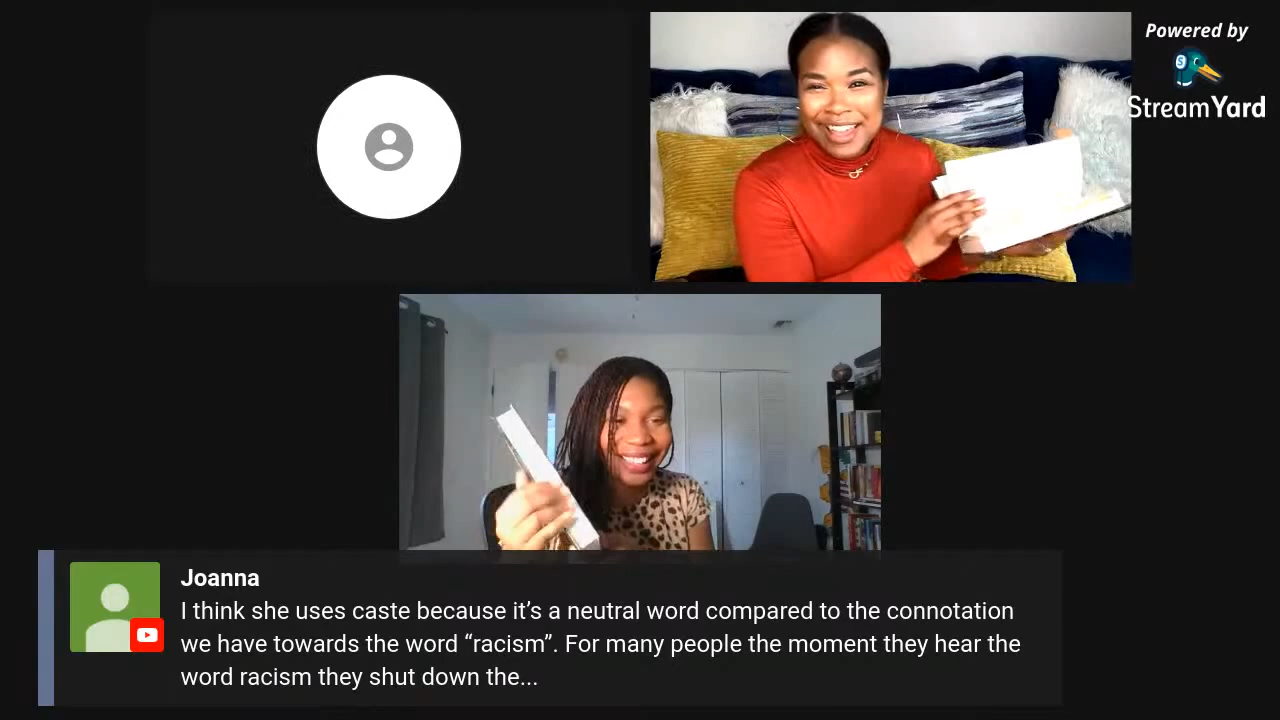 Powered by
StreamYard
Joanna
I think she uses caste because it’s a neutral word compared to the connotation
we have towards the word “racism”. For many people the moment they hear the
word racism they shut down the...